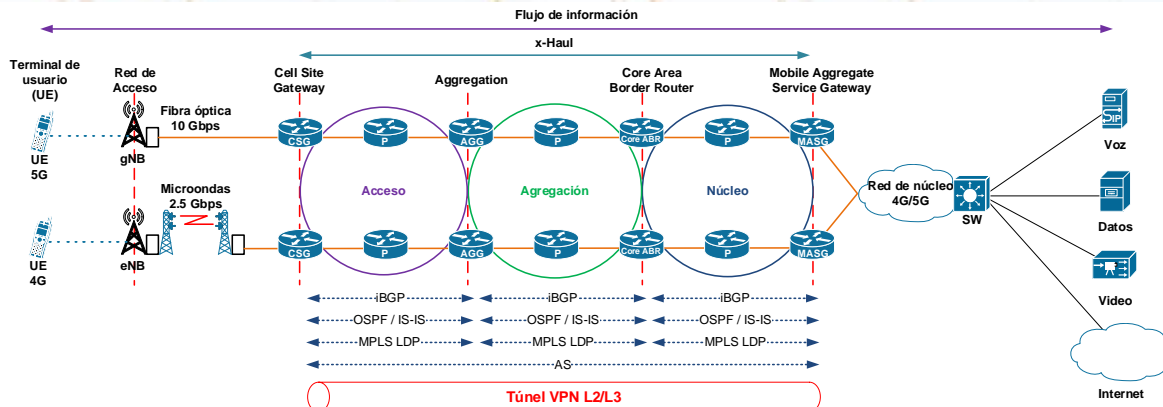 Flujo de información
x-Haul
Terminal de
usuario
(UE)
Red de
Acceso
Cell Site
Gateway
Aggregation
Core Area
Border Router
Mobile Aggregate
Service Gateway
Fibra óptica
10 Gbps
UE
5G
gNB
CSG
P
AGG
P
Core ABR
P
MASG
SIP
Voz
Microondas
2.5 Gbps
Acceso
Agregación
Núcleo
Red de núcleo
4G/5G
SW
Datos
UE
4G
eNB
CSG
P
AGG
P
Core ABR
P
MASG
Video
iBGP
iBGP
iBGP
OSPF / IS-IS
OSPF / IS-IS
OSPF / IS-IS
MPLS LDP
MPLS LDP
MPLS LDP
AS
Internet
Túnel VPN L2/L3